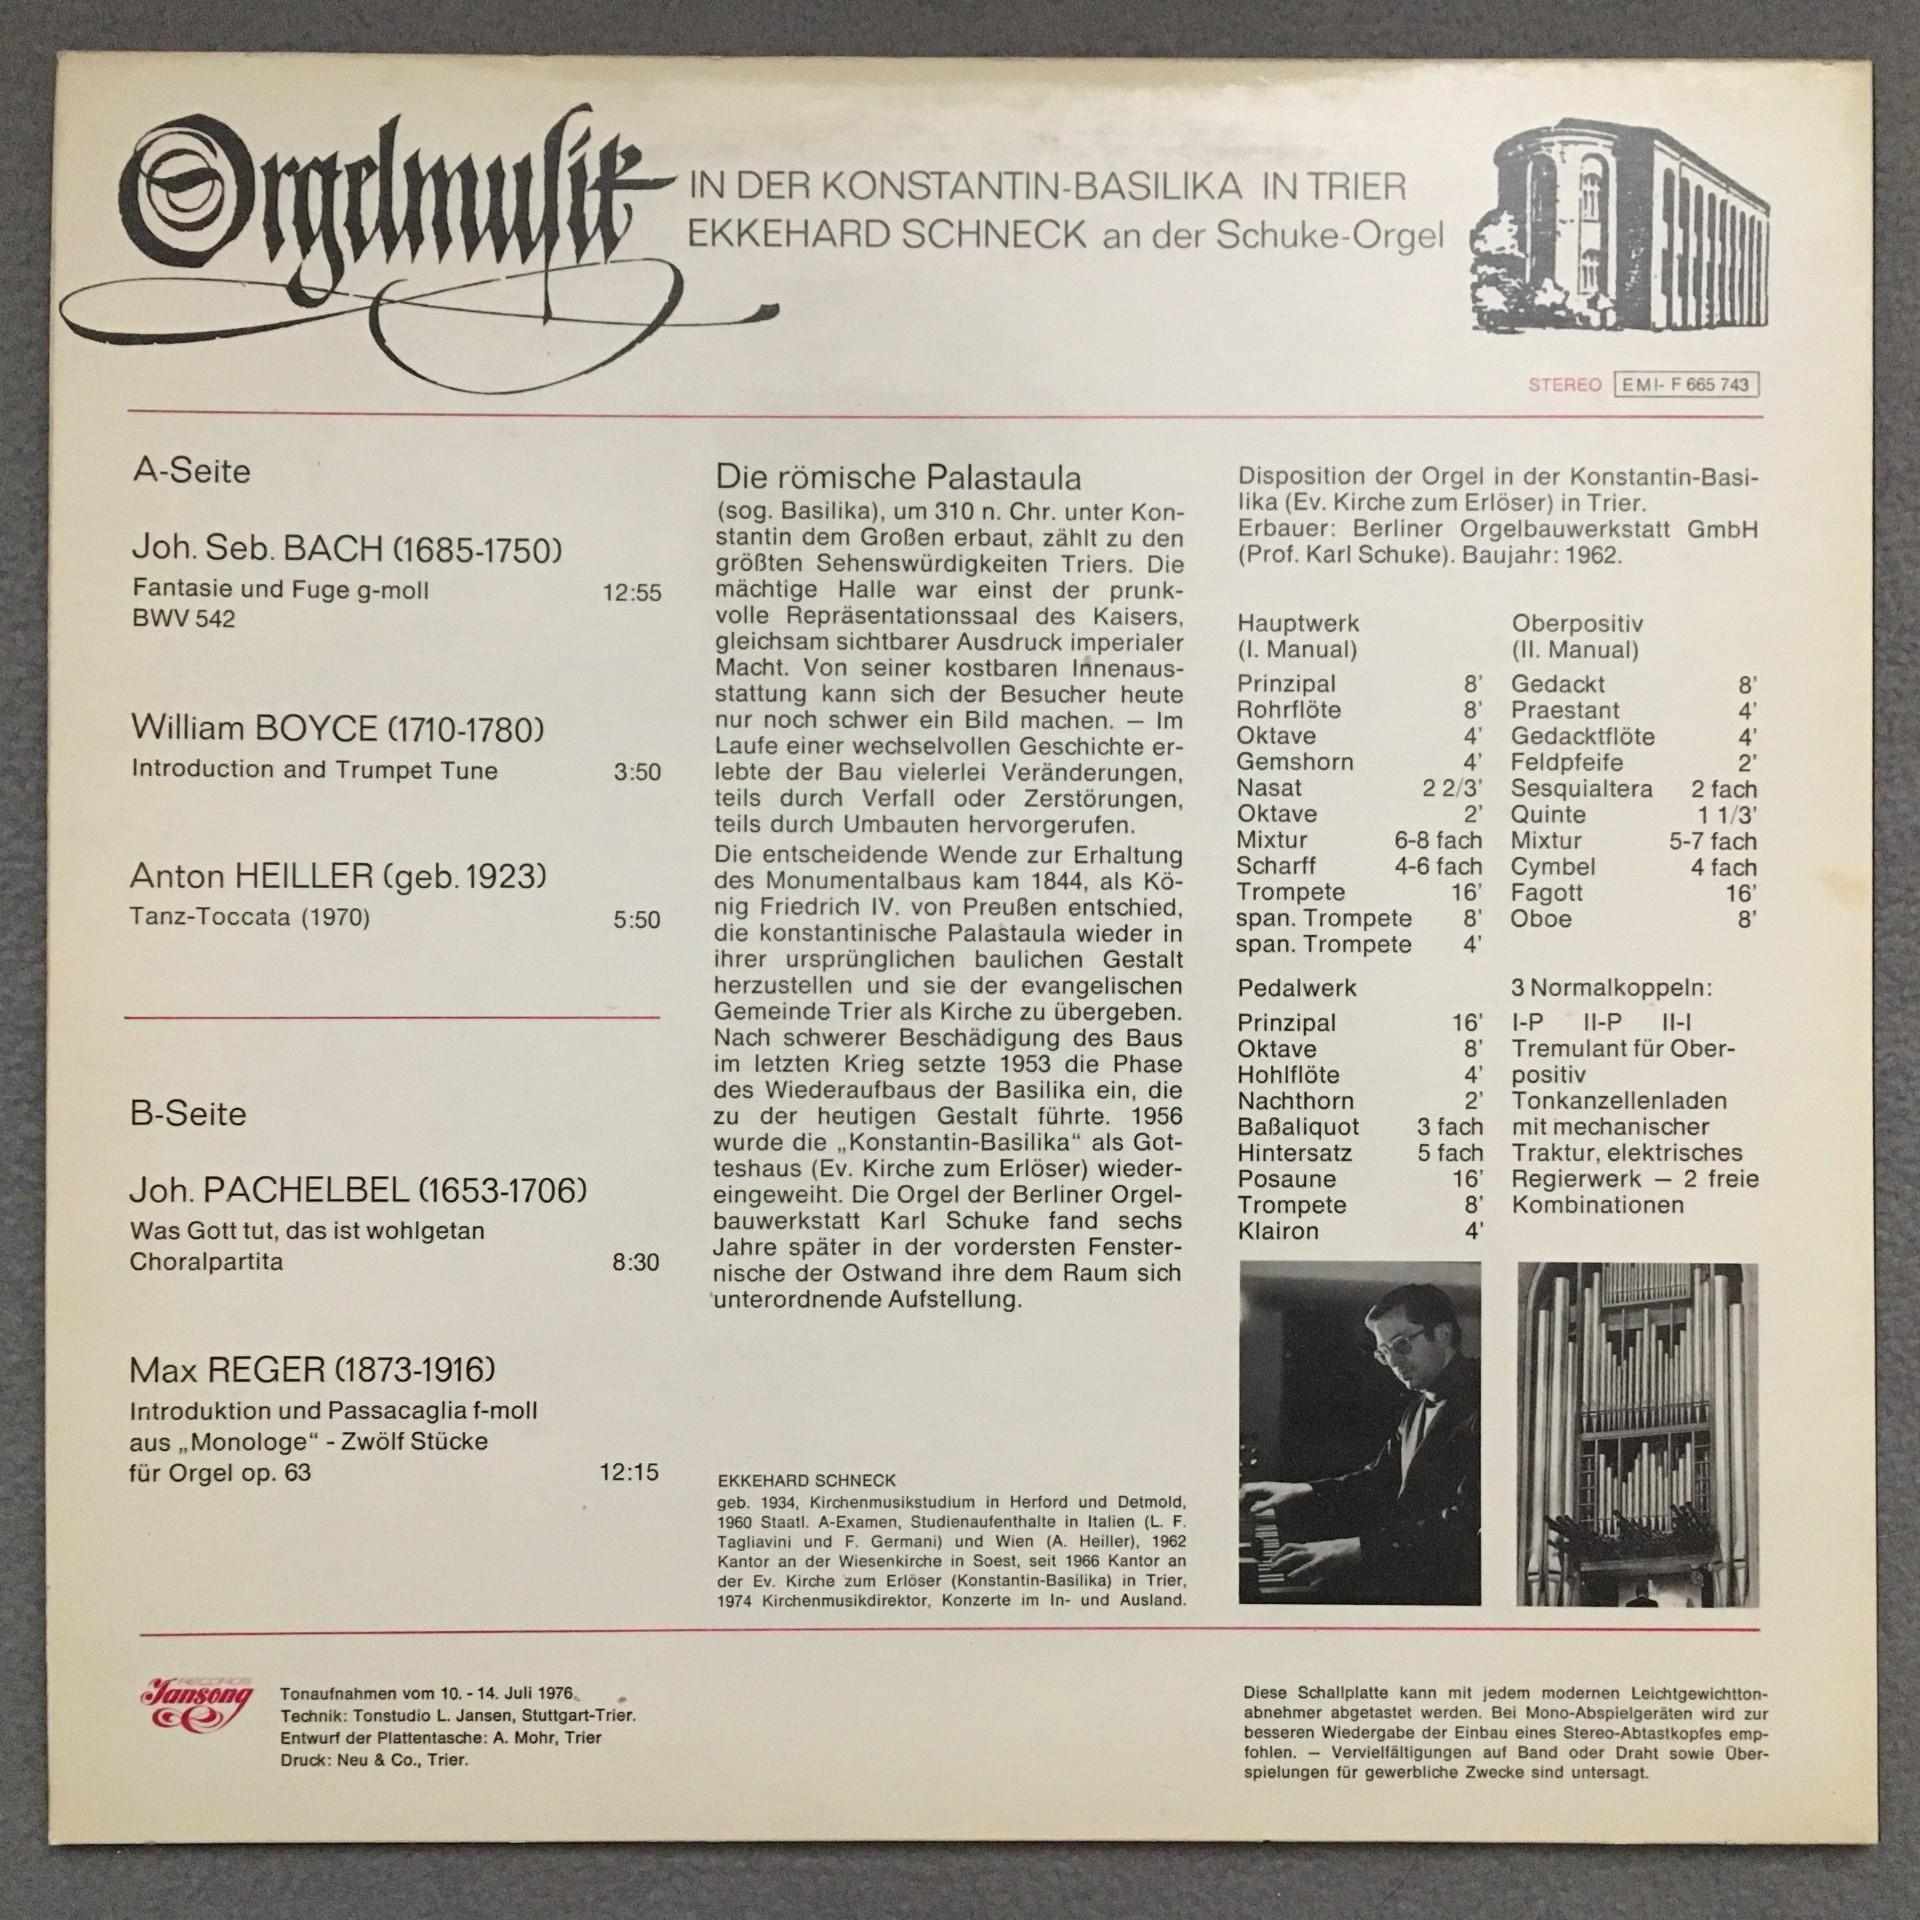 Orgelmusik
IN DER KONSTANTIN-BASILIKA IN TRIER
EKKEHARD SCHNECK an der Schuke-Orgel
STEREO EMI- F 665 743
A-Seite
Joh. Seb. BACH (1685-1750)
Fantasie und Fuge g-moll 12:55
BWV 542
William BOYCE (1710-1780)
Introduction and Trumpet Tune 3:50
Anton HEILLER (geb. 1923)
Tanz-Toccata (1970) 5:50
B-Seite
Joh. PACHELBEL (1653-1706)
Was Gott tut, das ist wohlgetan
Choralpartita 8:30
Max REGER (1873-1916)
Introduktion und Passacaglia f-moll
aus „Monologe“ - Zwölf Stücke
für Orgel op. 63 12:15
Die römische Palastaula
(sog. Basilika), um 310 n. Chr. unter Kon-
stantin dem Großen erbaut, zählt zu den
größten Sehenswürdigkeiten Triers. Die
mächtige Halle war einst der prunk-
volle Repräsentationssaal des Kaisers,
gleichsam sichtbarer Ausdruck imperialer
Macht. Von seiner kostbaren Innenaus-
stattung kann sich der Besucher heute
nur noch schwer ein Bild machen. — Im
Laufe einer wechselvollen Geschichte er-
lebte der Bau vielerlei Veränderungen,
teils durch Verfall oder Zerstörungen,
teils durch Umbauten hervorgerufen.
Die entscheidende Wende zur Erhaltung
des Monumentalbaus kam 1844, als Kö-
nig Friedrich IV. von Preußen entschied,
die konstantinische Palastaula wieder in
ihrer ursprünglichen baulichen Gestalt
herzustellen und sie der evangelischen
Gemeinde Trier als Kirche zu übergeben.
Nach schwerer Beschädigung des Baus
im letzten Krieg setzte 1953 die Phase
des Wiederaufbaus der Basilika ein, die
zu der heutigen Gestalt führte. 1956
wurde die „Konstantin-Basilika“ als Got-
teshaus (Ev. Kirche zum Erlöser) wieder-
eingeweiht. Die Orgel der Berliner Orgel-
bauwerkstatt Karl Schuke fand sechs
Jahre später in der vordersten Fenster-
nische der Ostwand ihre dem Raum sich
unterordnende Aufstellung.
EKKEHARD SCHNECK
geb. 1934, Kirchenmusikstudium in Herford und Detmold,
1960 Staatl. A-Examen, Studienaufenthalte in Italien (L. F.
Tagliavini und F. Germani) und Wien (A. Heiller), 1962
Kantor an der Wiesenkirche in Soest, seit 1966 Kantor an
der Ev. Kirche zum Erlöser (Konstantin-Basilika) in Trier,
1974 Kirchenmusikdirektor, Konzerte im In- und Ausland.
Disposition der Orgel in der Konstantin-Basi-
lika (Ev. Kirche zum Erlöser) in Trier.
Erbauer: Berliner Orgelbauwerkstatt GmbH
(Prof. Karl Schuke). Baujahr: 1962.
Hauptwerk
(I. Manual)
Prinzipal 8'
Rohrflöte 8'
Oktave 4'
Gemshorn 4'
Nasat 2 2/3'
Oktave 2'
Mixtur 6-8 fach
Scharff 4-6 fach
Trompete 16'
span. Trompete 8'
span. Trompete 4'
Oberpositiv
(II. Manual)
Gedackt 8'
Praestant 4'
Gedacktflöte 4'
Feldpfeife 2'
Sesquialtera 2 fach
Quinte 1 1/3'
Mixtur 5-7 fach
Cymbel 4 fach
Fagott 16'
Oboe 8'
Pedalwerk
Prinzipal 16'
Oktave 8'
Hohlflöte 4'
Nachthorn 2'
Baßaliquot 3 fach
Hintersatz 5 fach
Posaune 16'
Trompete 8'
Klairon 4'
3 Normalkoppeln:
I-P II-P II-I
Tremulant für Ober-
positiv
Tonkanzellenladen
mit mechanischer
Traktur, elektrisches
Regierwerk — 2 freie
Kombinationen
RECORDS
Jansong
Tonaufnahmen vom 10. - 14. Juli 1976
Technik: Tonstudio L. Jansen, Stuttgart-Trier.
Entwurf der Plattentasche: A. Mohr, Trier
Druck: Neu & Co., Trier.
Diese Schallplatte kann mit jedem modernen Leichtgewichtton-
abnehmer abgetastet werden. Bei Mono-Abspielgeräten wird zur
besseren Wiedergabe der Einbau eines Stereo-Abtastkopfes emp-
fohlen. — Vervielfältigungen auf Band oder Draht sowie Über-
spielungen für gewerbliche Zwecke sind untersagt.